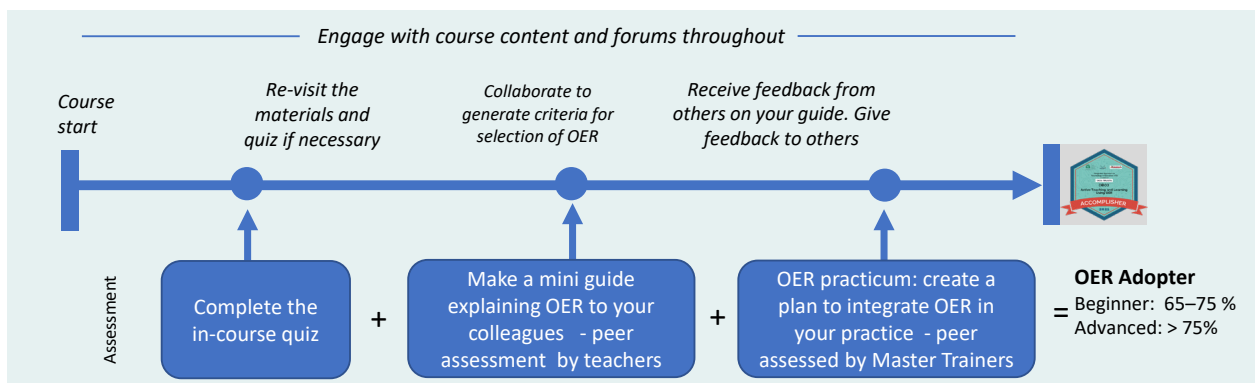 Engage with course content and forums throughout
Course
start
Re-visit the
materials and
quiz if necessary
Collaborate to
generate criteria for
selection of OER
Receive feedback from
others on your guide. Give
feedback to others
ACCOMPLISHER
Assessment
Complete the
in-course quiz
+
Make a mini guide
explaining OER to your
colleagues - peer
assessment by teachers
+
OER practicum: create a
plan to integrate OER in
your practice - peer
assessed by Master Trainers
=
OER Adopter
Beginner: 65–75 %
Advanced: > 75%